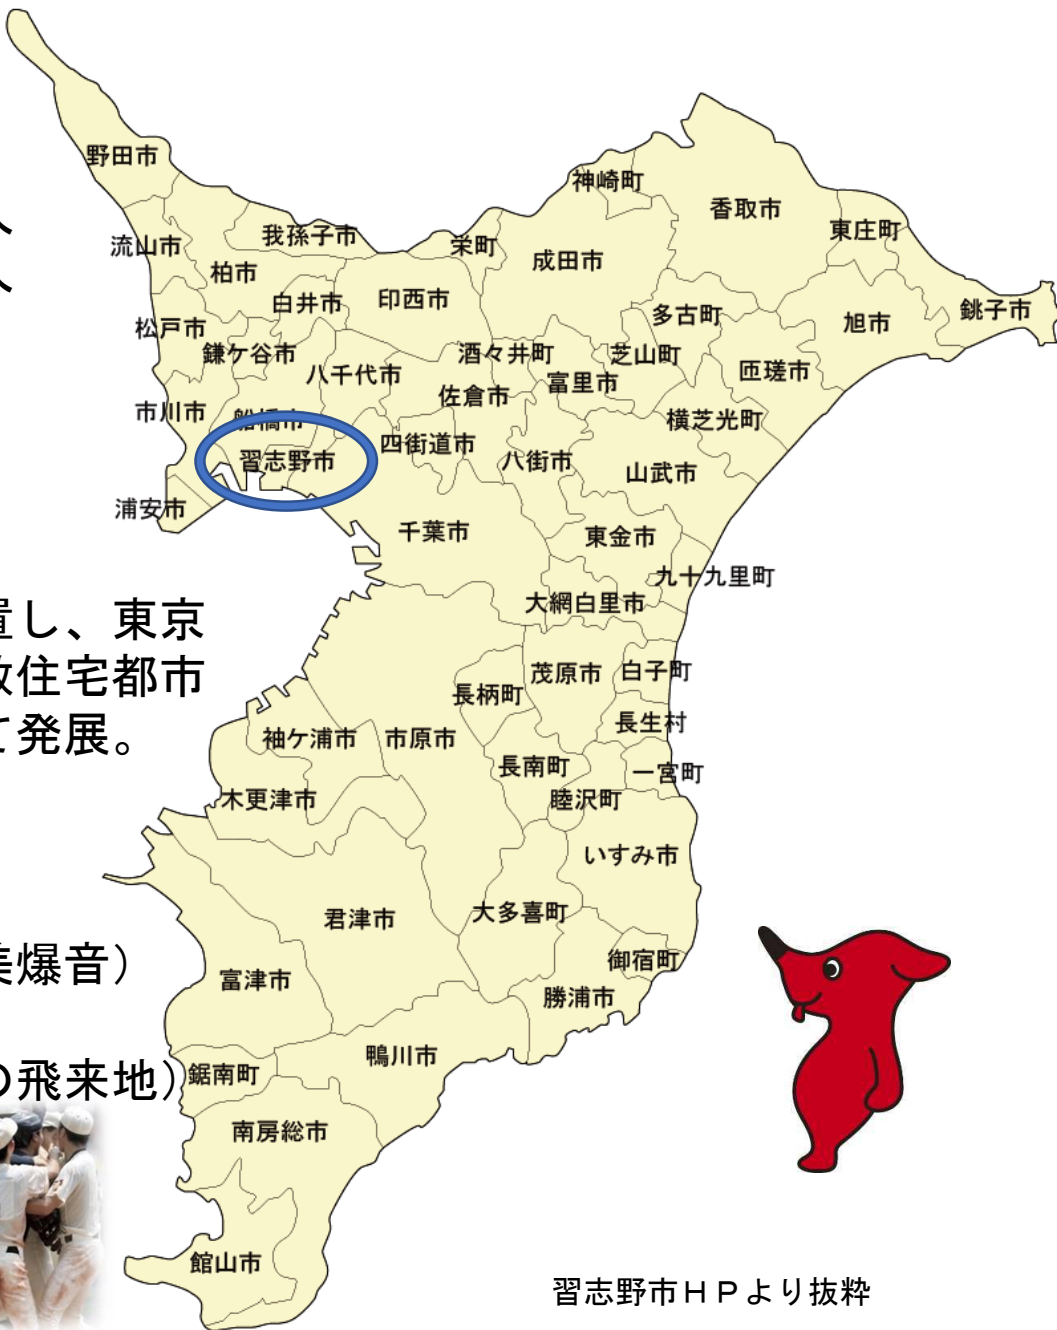 野田市
神崎町
香取市
東庄町
流山市
我孫子市
栄町
成田市
柏市
白井市
印西市
多古町
旭市
銚子市
松戸市
鎌ケ谷市
酒々井町
芝山町
八千代市
富里市
匝瑳市
佐倉市
市川市
船橋市
横芝光町
四街道市
習志野市
八街市
山武市
浦安市
千葉市
東金市
九十九里町
大網白里市
置し、東京
住宅都市
て発展。
茂原市
白子町
長柄町
長生村
袖ケ浦市
市原市
長南町
一宮町
木更津市
睦沢町
いすみ市
君津市
大多喜町
爆音）
御宿町
富津市
勝浦市
鴨川市
の飛来地）
鋸南町
南房総市
館山市
習志野市ＨＰより抜粋